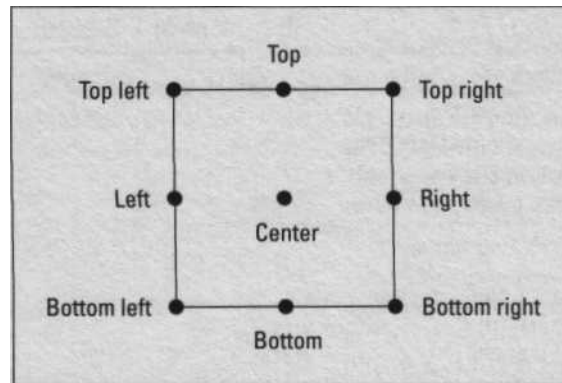 Top
Top left
Top right
Left
Right
Center
Bottom left
Bottom right
Bottom